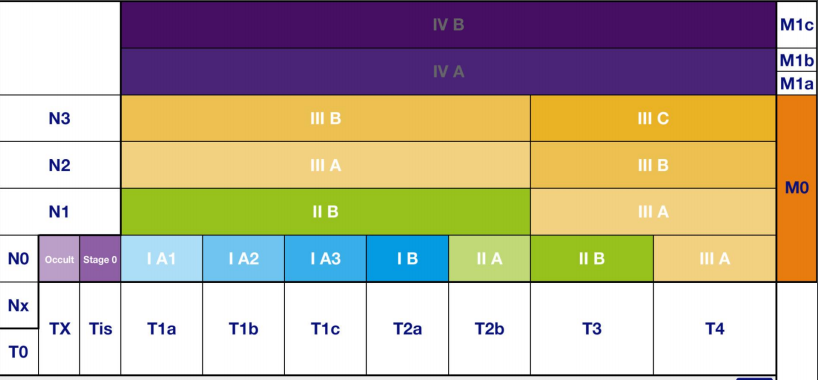 IV B M1c
IV A M1b
M1a
N3 III B III C
N2 III A III B M0
N1 II B III A
N0 Occult Stage 0 I A1 I A2 I A3 I B II A II B III A
Nx
TX Tis T1a T1b T1c T2a T2b T3 T4
T0